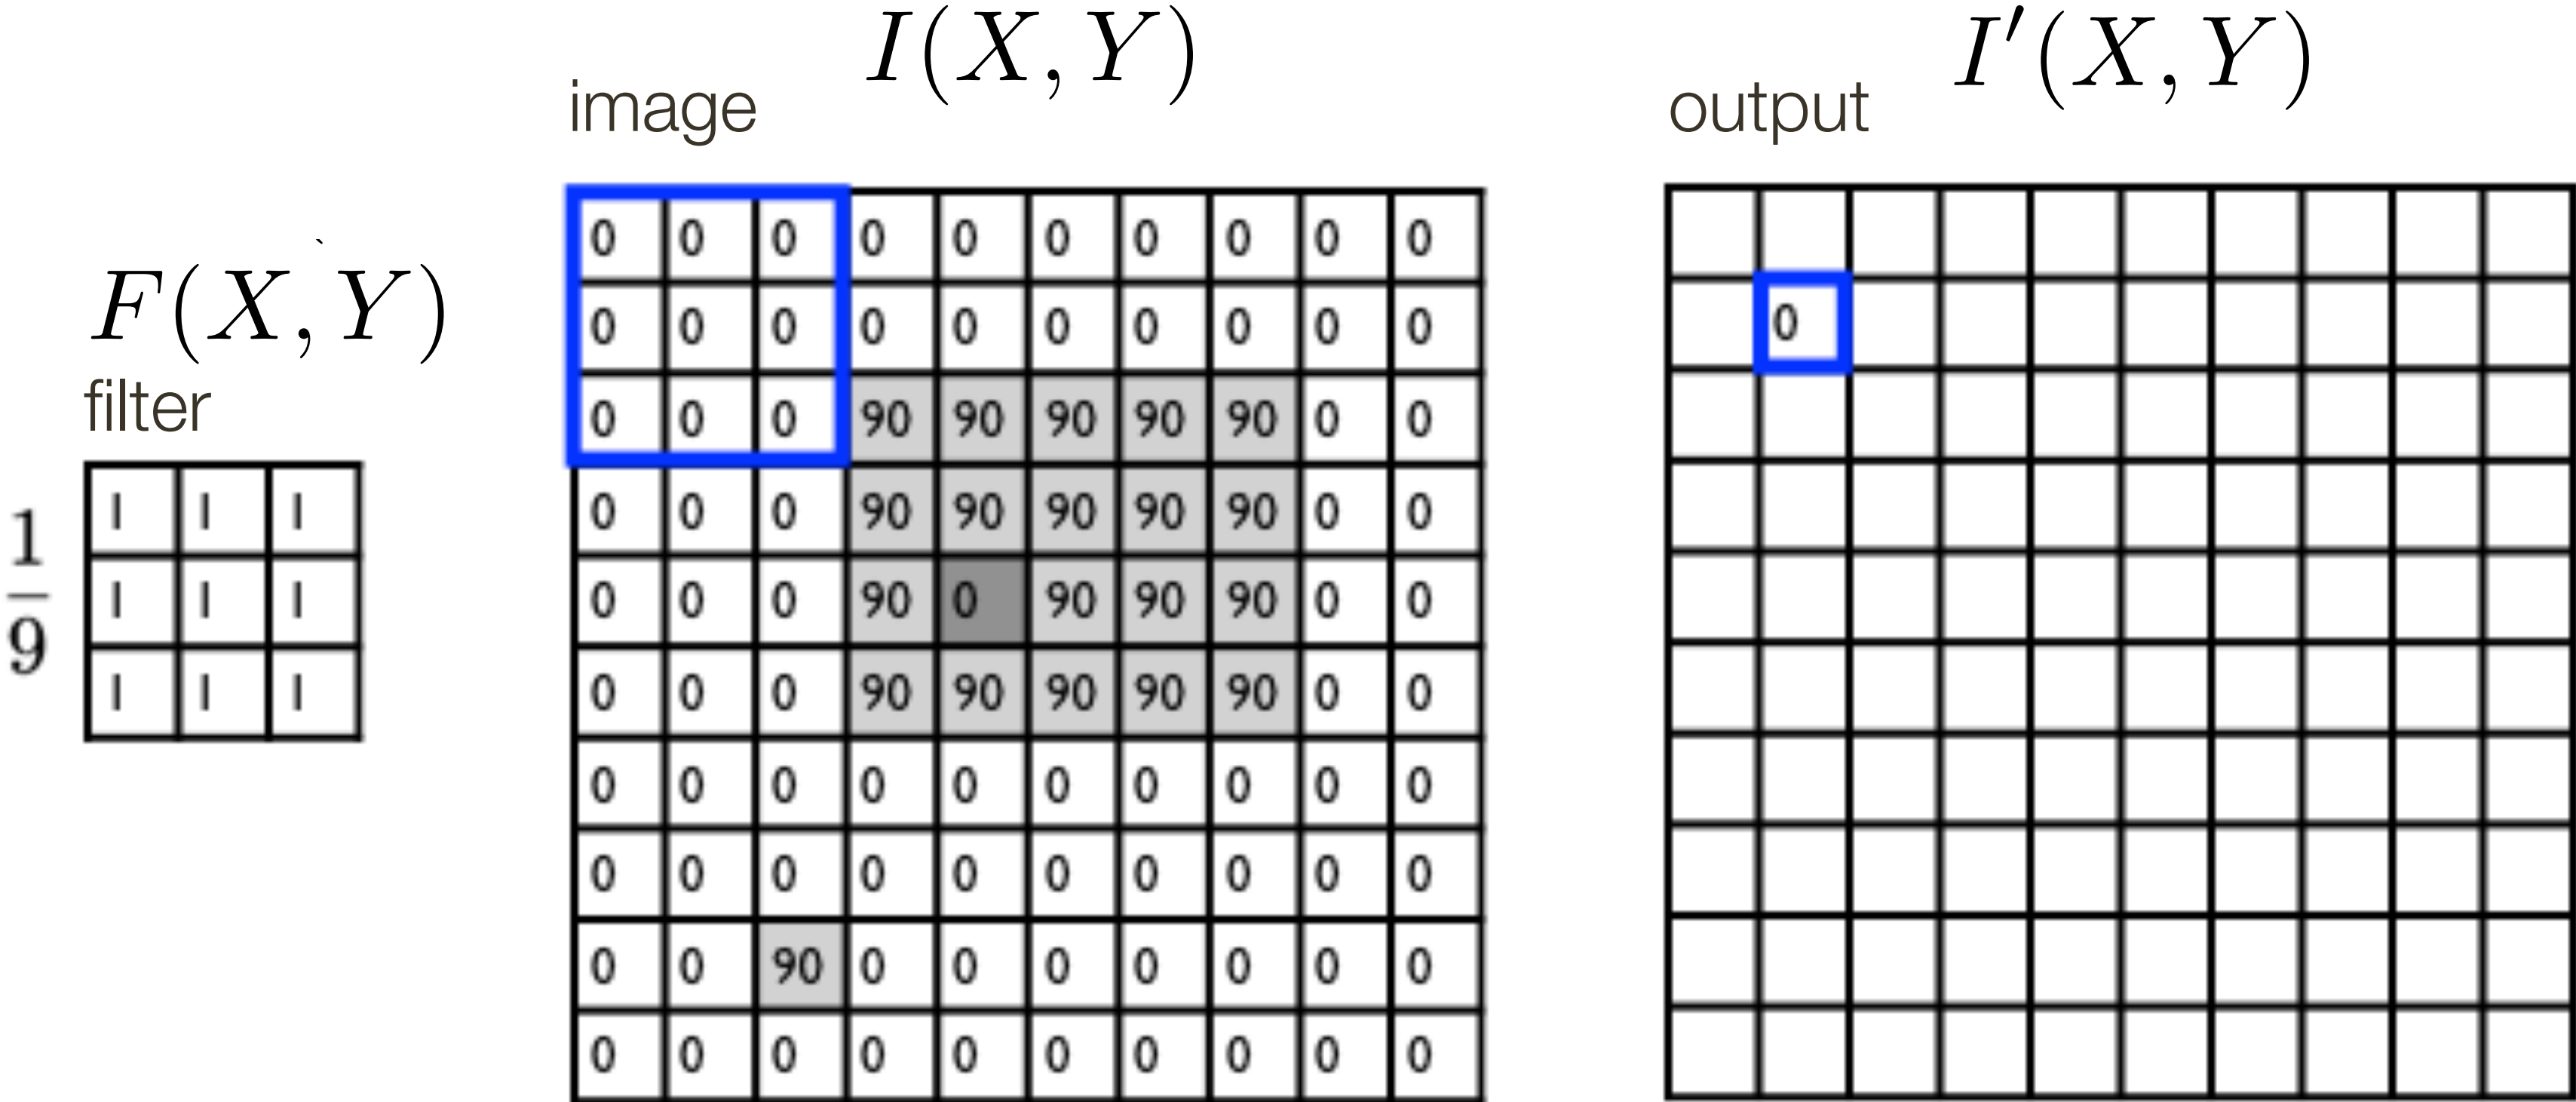 I(X, Y)
I′(X, Y)
image
output
F(X, Y)
filter
1/9
1 1 1
1 1 1
1 1 1
0 0 0 0 0 0 0 0 0 0
0 0 0 0 0 0 0 0 0 0
0 0 0 90 90 90 90 90 0 0
0 0 0 90 90 90 90 90 0 0
0 0 0 90 0 90 90 90 0 0
0 0 0 90 90 90 90 90 0 0
0 0 0 0 0 0 0 0 0 0
0 0 0 0 0 0 0 0 0 0
0 0 90 0 0 0 0 0 0 0
0 0 0 0 0 0 0 0 0 0
0